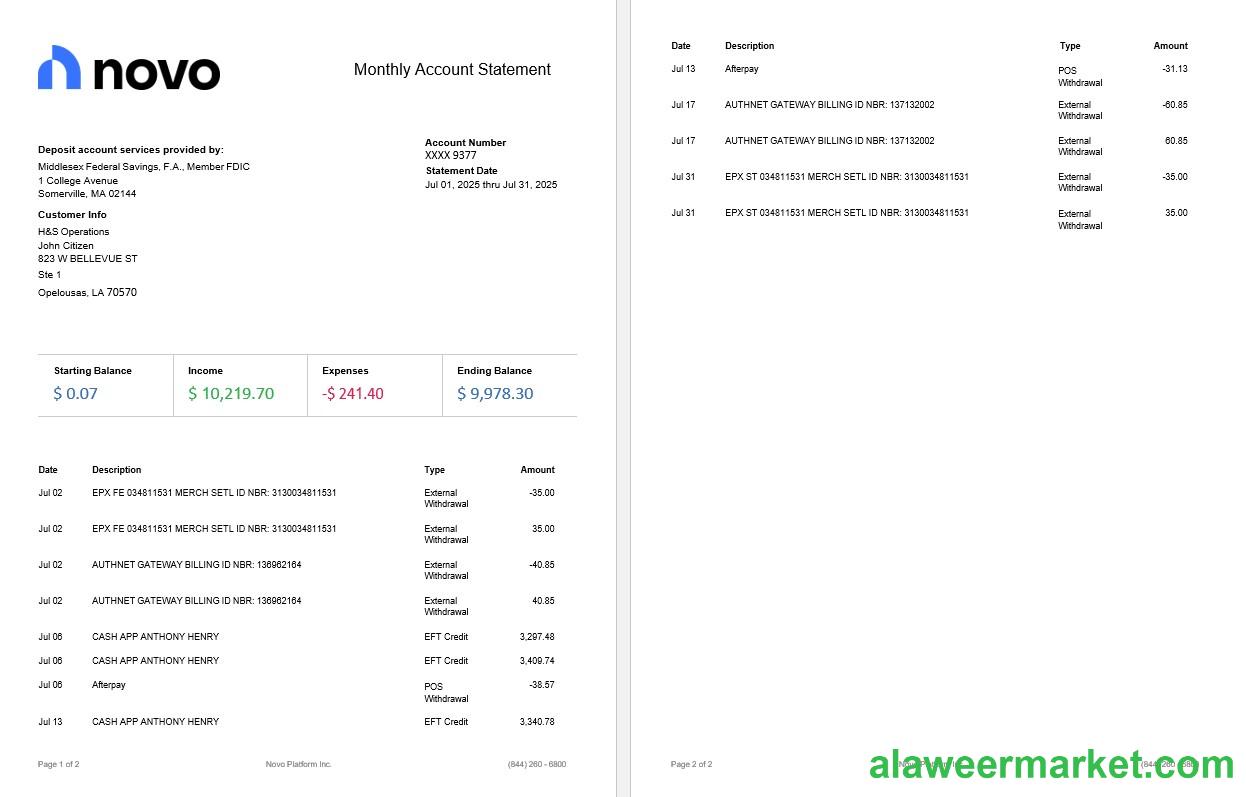 novo
Monthly Account Statement
Deposit account services provided by:
Middlesex Federal Savings, F.A., Member FDIC
1 College Avenue
Somerville, MA 02144
Account Number
XXXX 9377
Statement Date
Jul 01, 2025 thru Jul 31, 2025
Customer Info
H&S Operations
John Citizen
823 W BELLEVUE ST
Ste 1
Opelousas, LA 70570
Starting Balance Income Expenses Ending Balance
$ 0.07 $ 10,219.70 -$ 241.40 $ 9,978.30
Date Description Type Amount
Jul 02 EPX FE 034811531 MERCH SETL ID NBR: 3130034811531 External -35.00
Withdrawal
Jul 02 EPX FE 034811531 MERCH SETL ID NBR: 3130034811531 External 35.00
Withdrawal
Jul 02 AUTHNET GATEWAY BILLING ID NBR: 136962164 External -40.85
Withdrawal
Jul 02 AUTHNET GATEWAY BILLING ID NBR: 136962164 External 40.85
Withdrawal
Jul 06 CASH APP ANTHONY HENRY EFT Credit 3,297.48
Jul 06 CASH APP ANTHONY HENRY EFT Credit 3,409.74
Jul 06 Afterpay POS -38.57
Withdrawal
Jul 13 CASH APP ANTHONY HENRY EFT Credit 3,340.78
Page 1 of 2 Novo Platform Inc. (844) 260 - 6800
Date Description Type Amount
Jul 13 Afterpay POS -31.13
Withdrawal
Jul 17 AUTHNET GATEWAY BILLING ID NBR: 137132002 External -60.85
Withdrawal
Jul 17 AUTHNET GATEWAY BILLING ID NBR: 137132002 External 60.85
Withdrawal
Jul 31 EPX ST 034811531 MERCH SETL ID NBR: 3130034811531 External -35.00
Withdrawal
Jul 31 EPX ST 034811531 MERCH SETL ID NBR: 3130034811531 External 35.00
Withdrawal
Page 2 of 2
alaweermarket.com